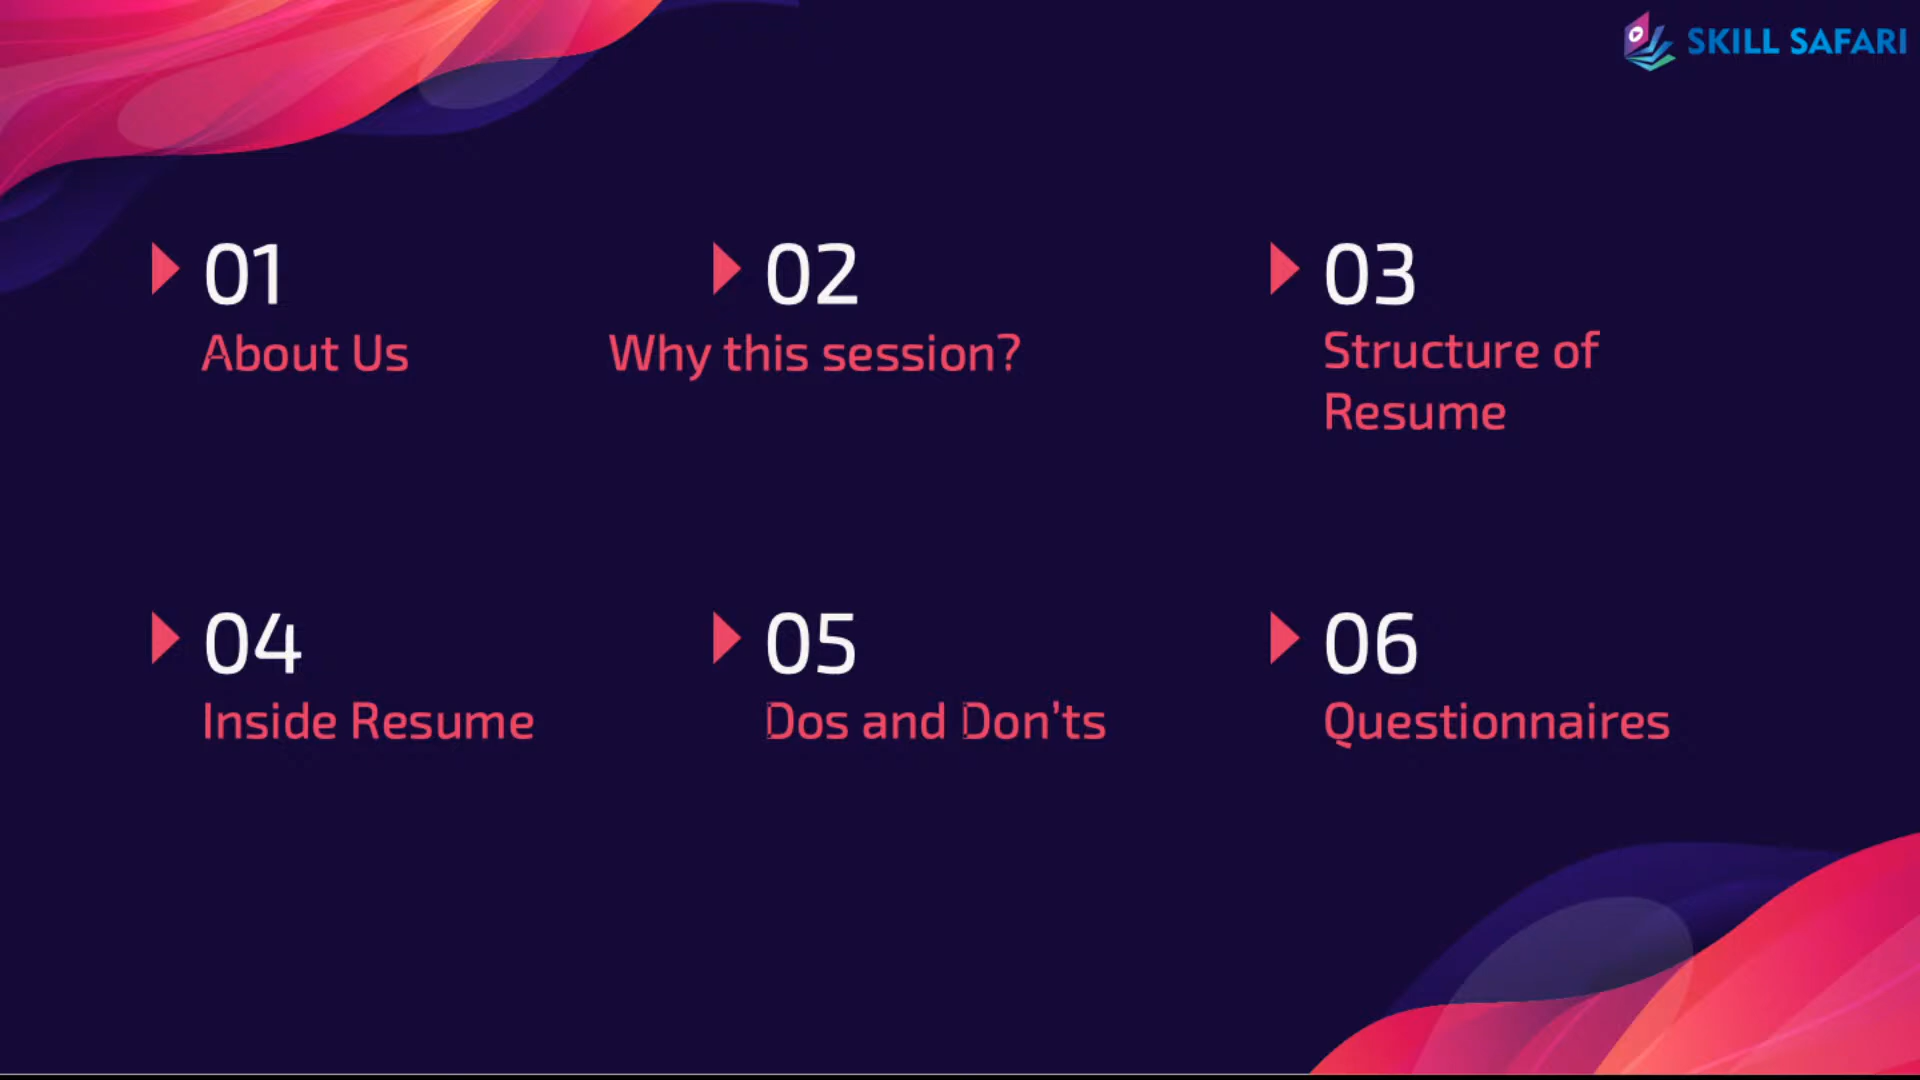 SKILL SAFARI
01
About Us
02
Why this session?
03
Structure of
Resume
04
Inside Resume
05
Dos and Don’ts
06
Questionnaires